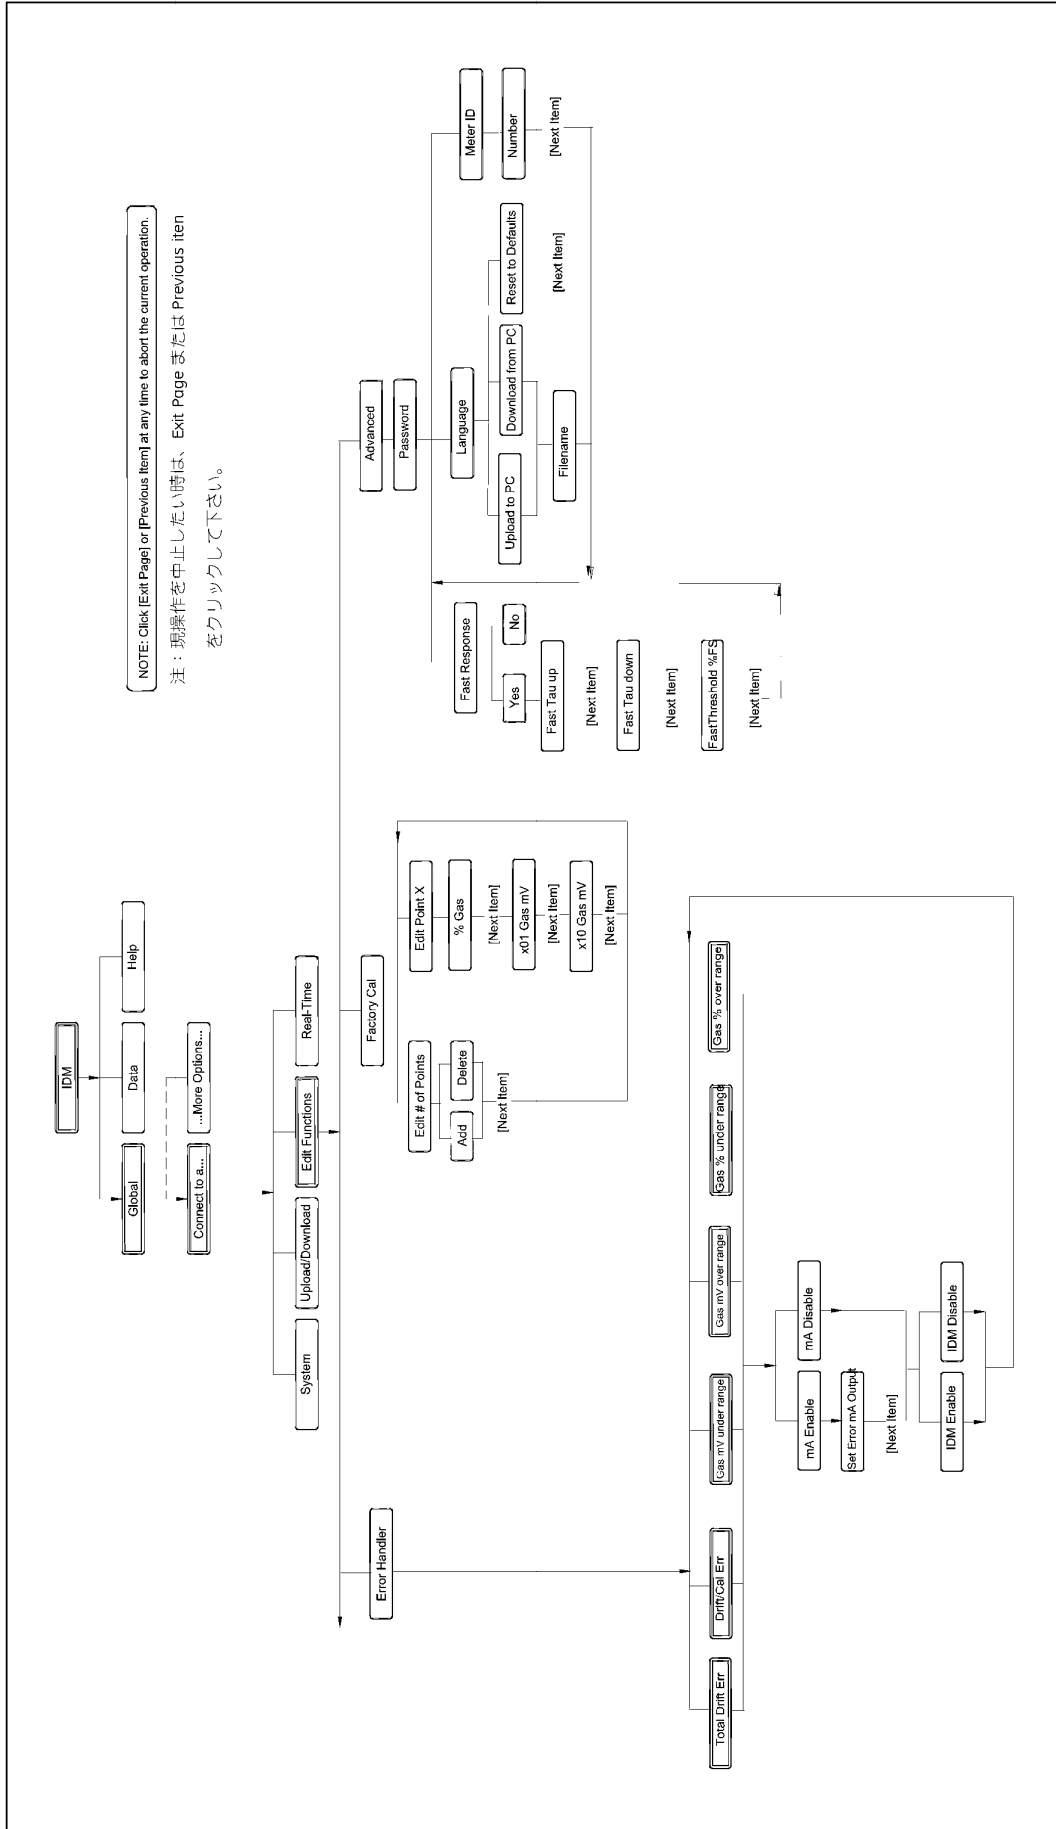 NOTE: Click [Exit Page] or [Previous Item] at any time to abort the current operation.
注：現操作を中止したい時は、Exit Page または Previous iten
をクリックして下さい。
IDM
Global
Data
Help
Connect to a...
...More Options...
System
Upload/Download
Edit Functions
Real-Time
Error Handler
Factory Cal
Advanced
Password
Edit # of Points
Add
Delete
[Next Item]
Edit Point X
% Gas
[Next Item]
x01 Gas mV
[Next Item]
x10 Gas mV
[Next Item]
Fast Response
Yes
No
Fast Tau up
[Next Item]
Fast Tau down
[Next Item]
FastThreshold %FS
[Next Item]
Language
Upload to PC
Download from PC
Reset to Defaults
Filename
[Next Item]
Meter ID
Number
[Next Item]
Total Drift Err
Drift/Cal Err
Gas mV under range
Gas mV over range
Gas % under range
Gas % over range
mA Enable
mA Disable
Set Error mA Output
[Next Item]
IDM Enable
IDM Disable